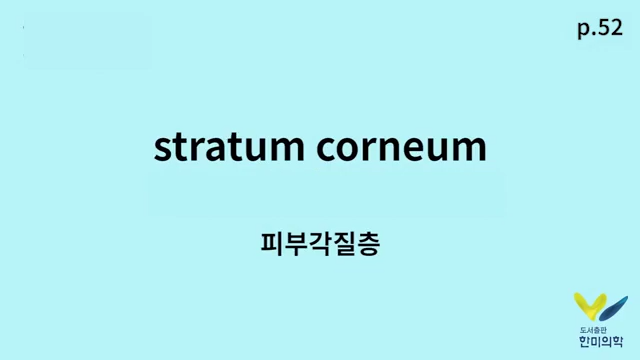 p.52
stratum corneum
피부각질층
도서출판
한미의학